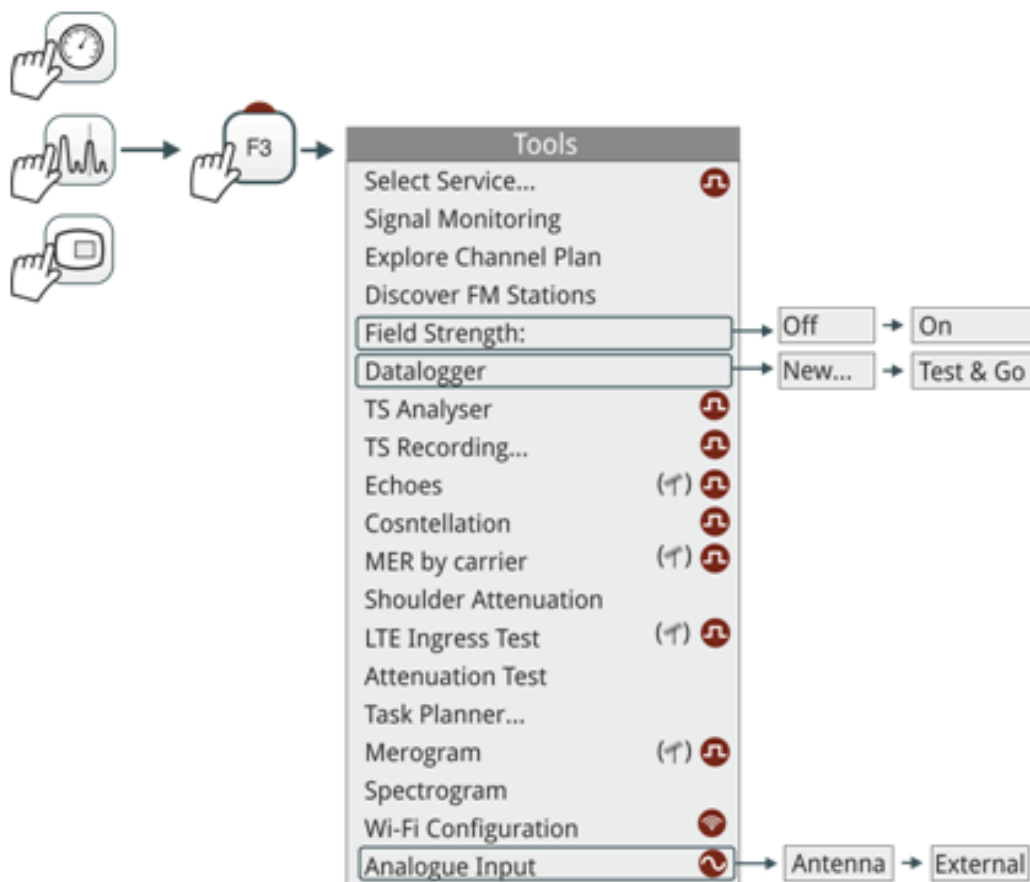 F3
Tools
Select Service...
Signal Monitoring
Explore Channel Plan
Discover FM Stations
Field Strength:
Off
On
Datalogger
New...
Test & Go
TS Analyser
TS Recording...
Echoes
Cosntellation
MER by carrier
Shoulder Attenuation
LTE Ingress Test
Attenuation Test
Task Planner...
Merogram
Spectrogram
Wi-Fi Configuration
Analogue Input
Antenna
External